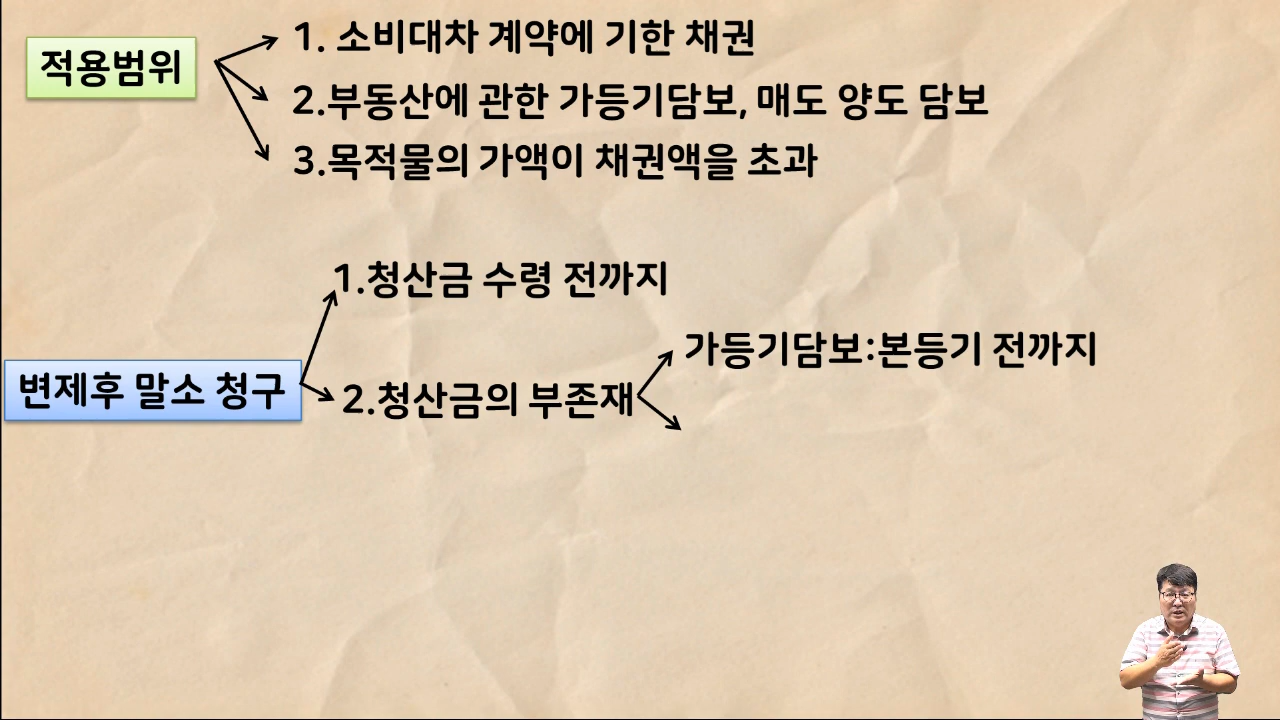 적용범위
1. 소비대차 계약에 기한 채권
2.부동산에 관한 가등기담보, 매도 양도 담보
3.목적물의 가액이 채권액을 초과
1.청산금 수령 전까지
변제후 말소 청구
2.청산금의 부존재
가등기담보:본등기 전까지